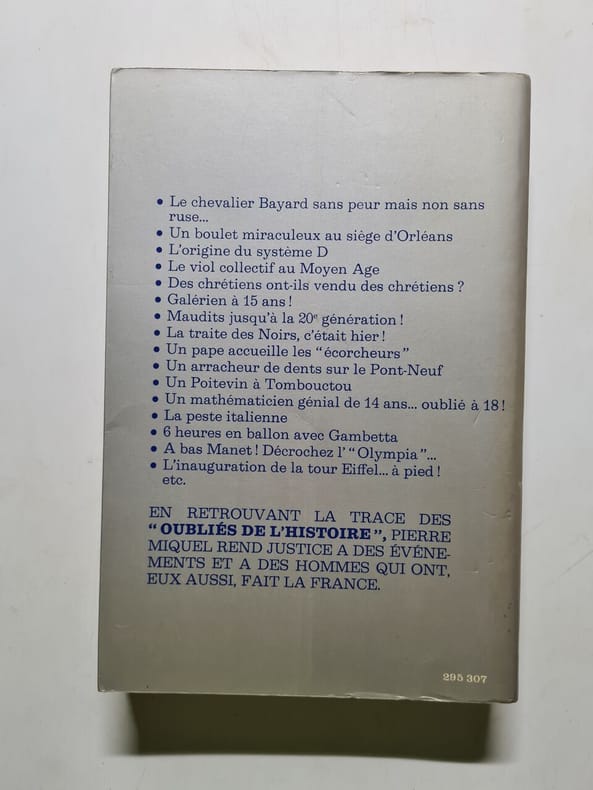 • Le chevalier Bayard sans peur mais non sans
ruse...
• Un boulet miraculeux au siège d'Orléans
• L'origine du système D
• Le viol collectif au Moyen Age
• Des chrétiens ont-ils vendu des chrétiens ?
• Galérien à 15 ans !
• Maudits jusqu'à la 20e génération !
• La traite des Noirs, c'était hier !
• Un pape accueille les "écorcheurs"
• Un arracheur de dents sur le Pont-Neuf
• Un Poitevin à Tombouctou
• Un mathématicien génial de 14 ans... oublié à 18 !
• La peste italienne
• 6 heures en ballon avec Gambetta
• A bas Manet ! Décrochez l' "Olympia"...
• L'inauguration de la tour Eiffel... à pied !
etc.
EN RETROUVANT LA TRACE DES
"OUBLIÉS DE L'HISTOIRE", PIERRE
MIQUEL REND JUSTICE A DES ÉVÉNE-
MENTS ET A DES HOMMES QUI ONT,
EUX AUSSI, FAIT LA FRANCE.
295 307